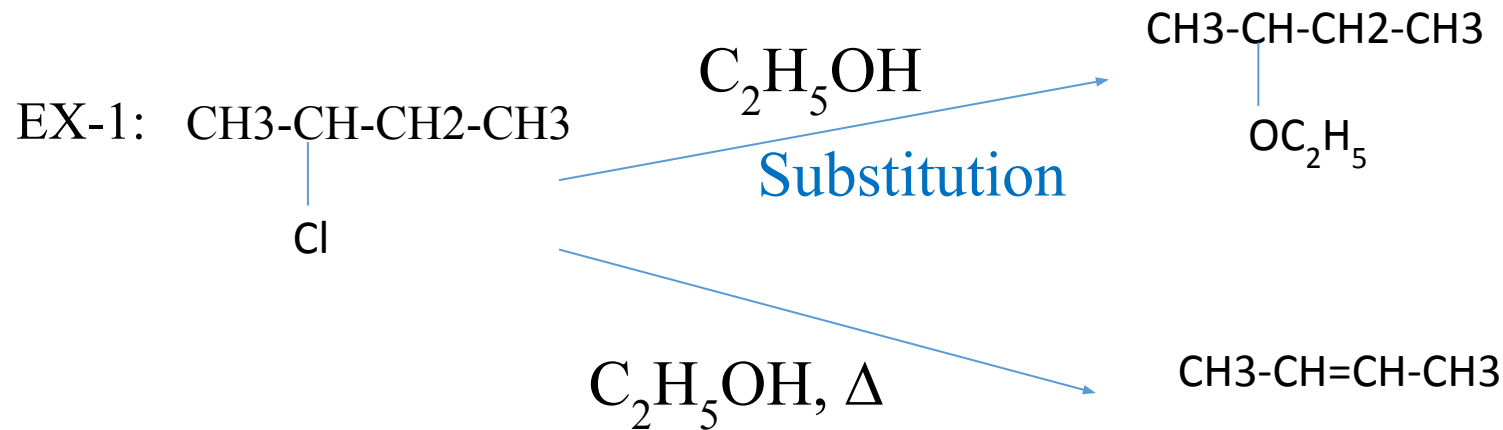 CH3-CH-CH2-CH3
C₂H₅OH
EX-1: CH3-CH-CH2-CH3
OC₂H₅
Substitution
Cl
C₂H₅OH, Δ
CH3-CH=CH-CH3